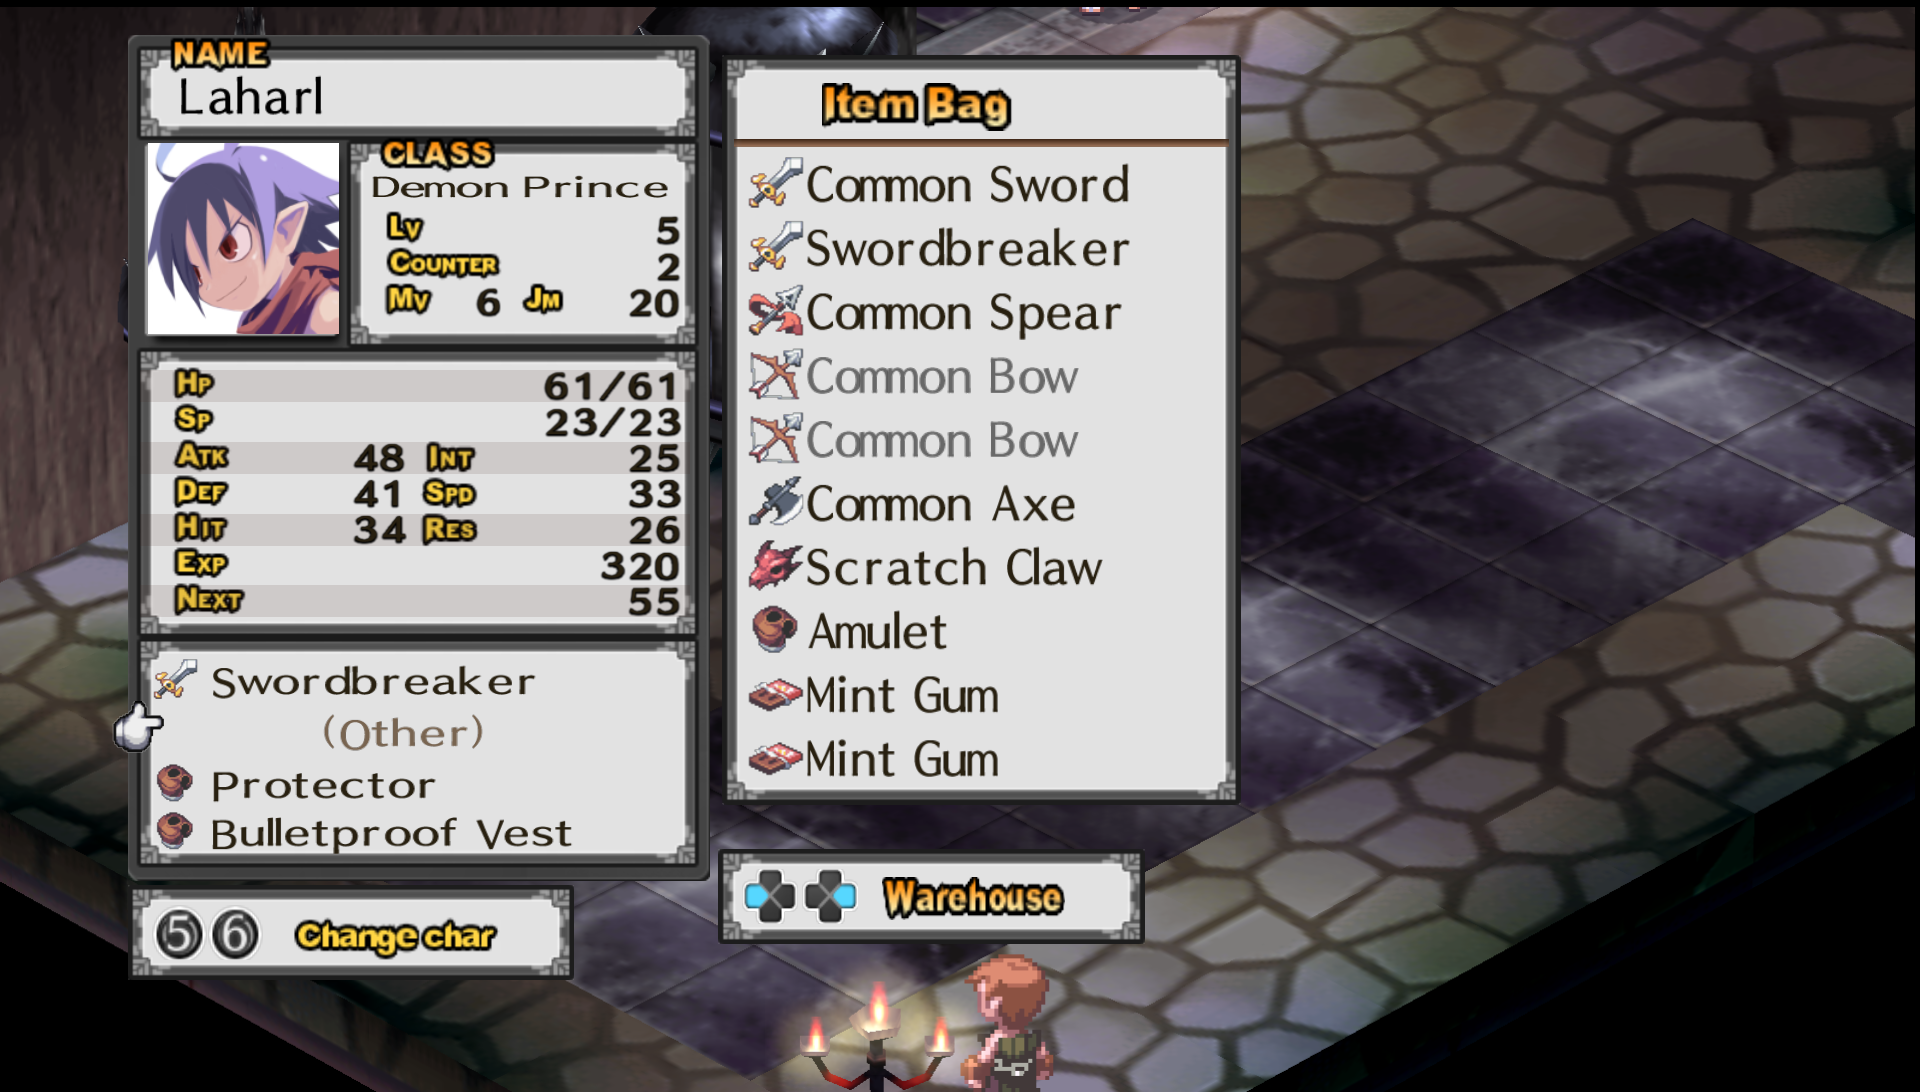 NAME
Laharl
CLASS
Demon Prince
Lv 5
COUNTER 2
Mv 6 JM 20
HP 61/61
SP 23/23
ATK 48 INT 25
DEF 41 SPD 33
HIT 34 RES 26
EXP 320
NEXT 55
Swordbreaker
(Other)
Protector
Bulletproof Vest
5 6 Change char
Item Bag
Common Sword
Swordbreaker
Common Spear
Common Bow
Common Bow
Common Axe
Scratch Claw
Amulet
Mint Gum
Mint Gum
Warehouse